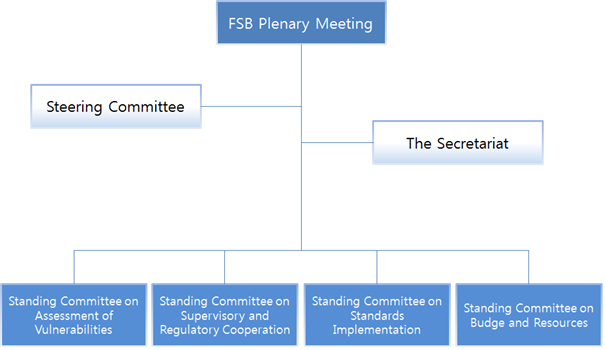 FSB Plenary Meeting
Steering Committee
The Secretariat
Standing Committee on
Assessment of
Vulnerabilities
Standing Committee on
Supervisory and
Regulatory Cooperation
Standing Committee on
Standards
Implementation
Standing Committee on
Budge and Resources